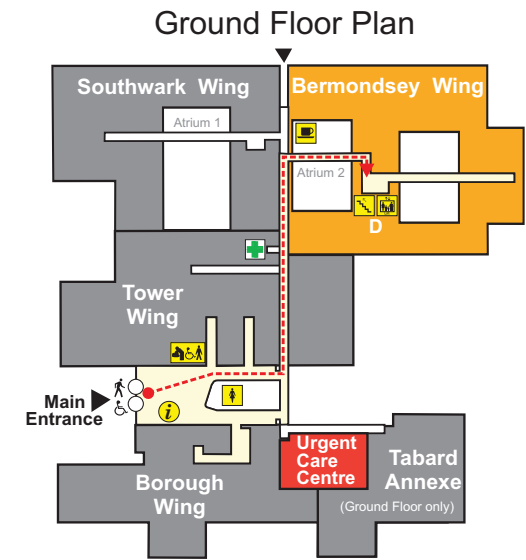 Ground Floor Plan
Southwark Wing
Bermondsey Wing
Atrium 1
Atrium 2
D
Tower
Wing
Main
Entrance
i
Urgent
Care
Centre
Tabard
Annexe
(Ground Floor only)
Borough
Wing